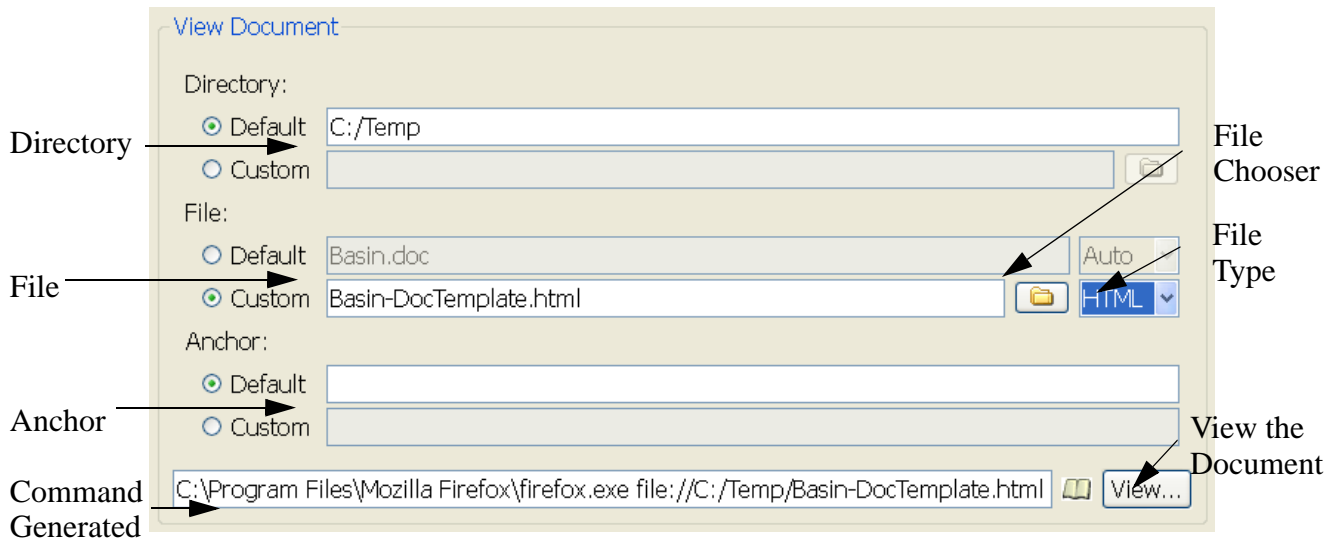 View Document
Directory:
Directory
Default C:/Temp
Custom
File Chooser
File:
Default Basin.doc Auto
File Type
File
Custom Basin-DocTemplate.html HTML
Anchor:
Default
Anchor
Custom
View the Document
Command Generated
C:\Program Files\Mozilla Firefox\firefox.exe file://C:/Temp/Basin-DocTemplate.html View...